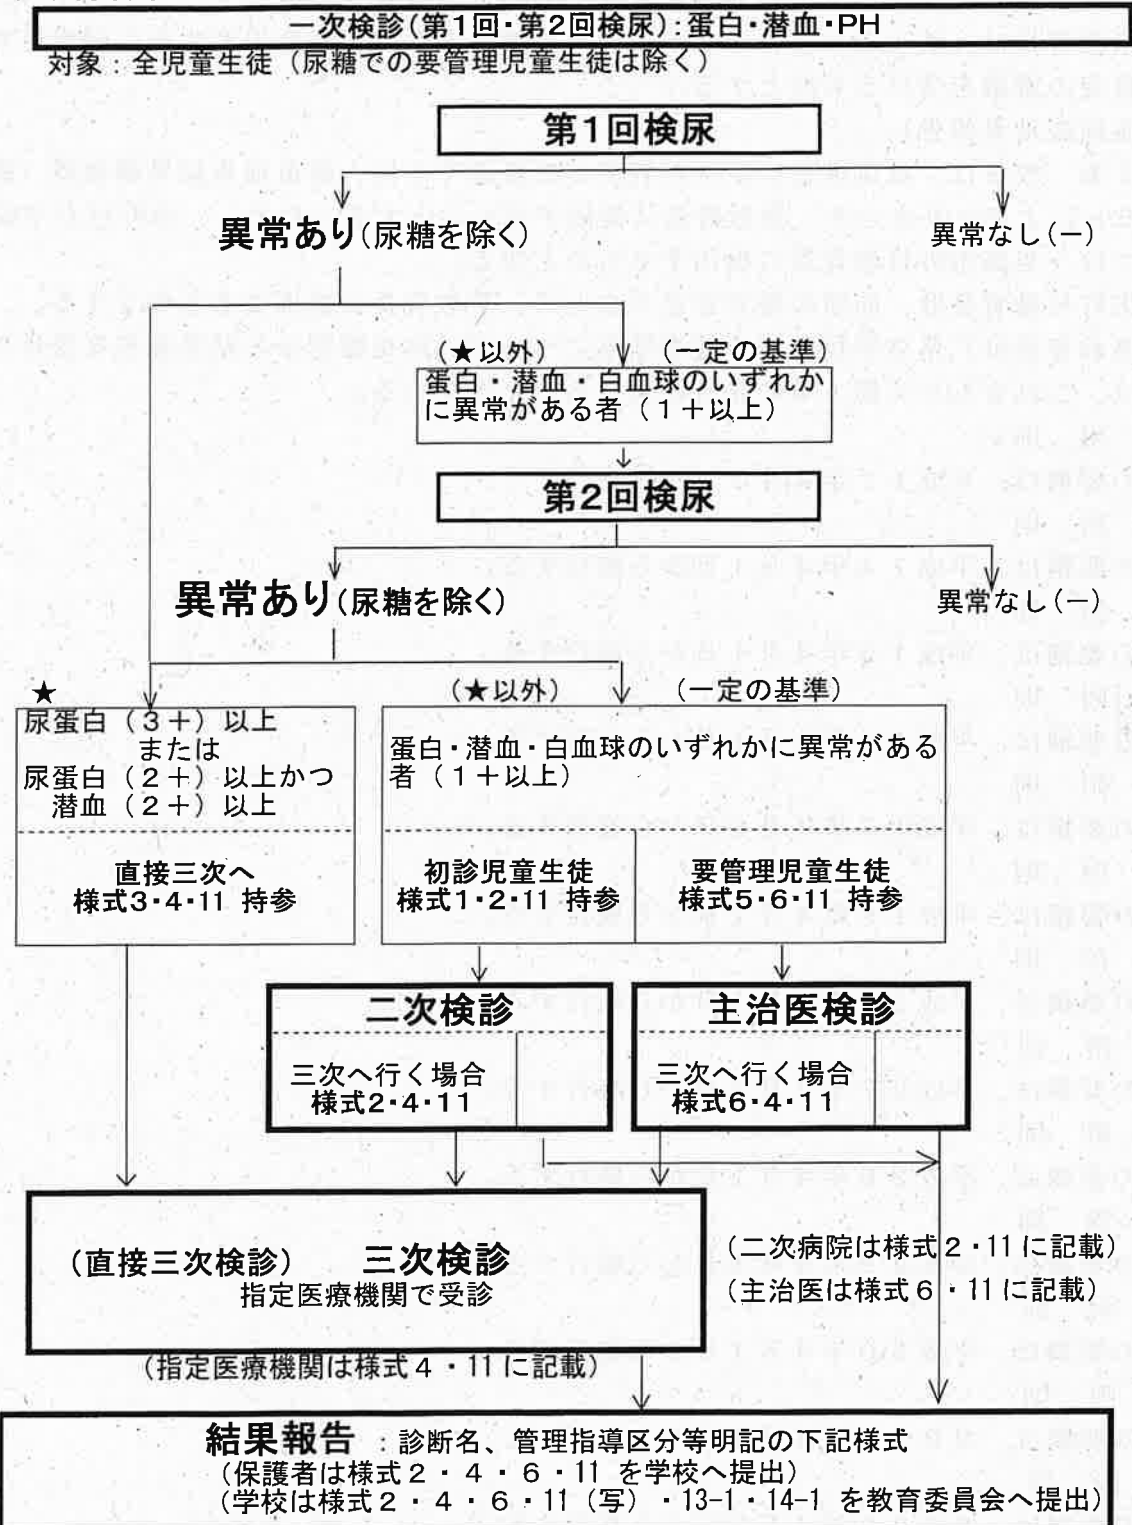 一次検診(第1回・第2回検尿):蛋白・潜血・PH
対象:全児童生徒(尿糖での要管理児童生徒は除く)
第1回検尿
異常あり(尿糖を除く)
異常なし(－)
(★以外)
(一定の基準)
蛋白・潜血・白血球のいずれか
に異常がある者(1+以上)
第2回検尿
異常あり(尿糖を除く)
異常なし(－)
★
尿蛋白(3+)以上
または
尿蛋白(2+)以上かつ
潜血(2+)以上
直接三次へ
様式3・4・11 持参
(★以外)
(一定の基準)
蛋白・潜血・白血球のいずれかに異常がある
者(1+以上)
初診児童生徒
様式1・2・11 持参
要管理児童生徒
様式5・6・11 持参
二次検診
三次へ行く場合
様式2・4・11
主治医検診
三次へ行く場合
様式6・4・11
(直接三次検診) 三次検診
指定医療機関で受診
(二次病院は様式2・11に記載)
(主治医は様式6・11に記載)
(指定医療機関は様式4・11に記載)
結果報告 :診断名、管理指導区分等明記の下記様式
(保護者は様式2・4・6・11 を学校へ提出)
(学校は様式2・4・6・11(写)・13-1・14-1 を教育委員会へ提出)